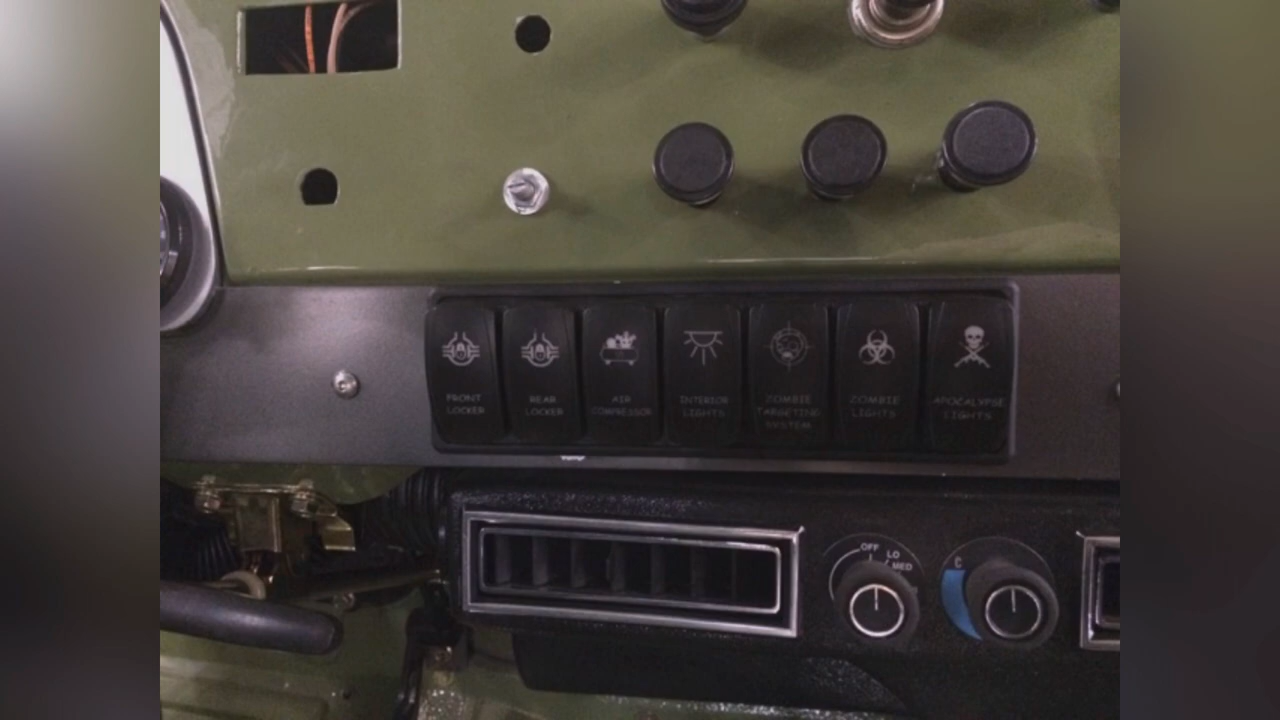 FRONT
LOCKER
REAR
LOCKER
AIR
COMPRESSOR
INTERIOR
LIGHTS
ZOMBIE
TARGETING
SYSTEM
ZOMBIE
LIGHTS
APOCALYPSE
LIGHTS
OFF
LO
MED
C